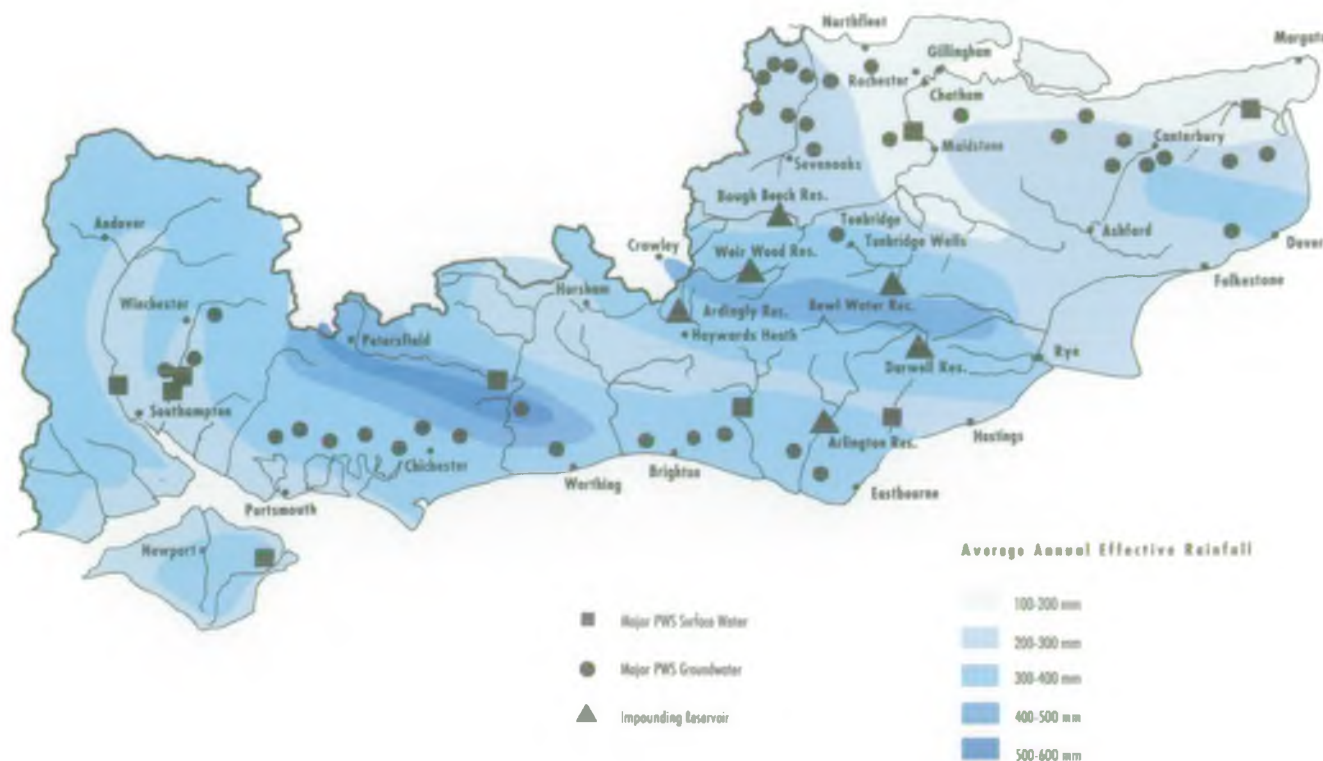 Northfleet
Gillingham
Margate
Rochester
Chatham
Canterbury
Maidstone
Sevenoaks
Bough Beech Res.
Andover
Tonbridge
Ashford
Crawley
Tunbridge Wells
Dover
Weir Wood Res.
Folkestone
Horsham
Winchester
Ardingly Res.
Bewl Water Res.
Petersfield
Haywards Heath
Rye
Darwell Res.
Southampton
Hastings
Arlington Res.
Chichester
Brighton
Worthing
Eastbourne
Portsmouth
Newport
Average Annual Effective Rainfall
100-200 mm
Major PWS Surface Water
200-300 mm
Major PWS Groundwater
300-400 mm
Impounding Reservoir
400-500 mm
500-600 mm